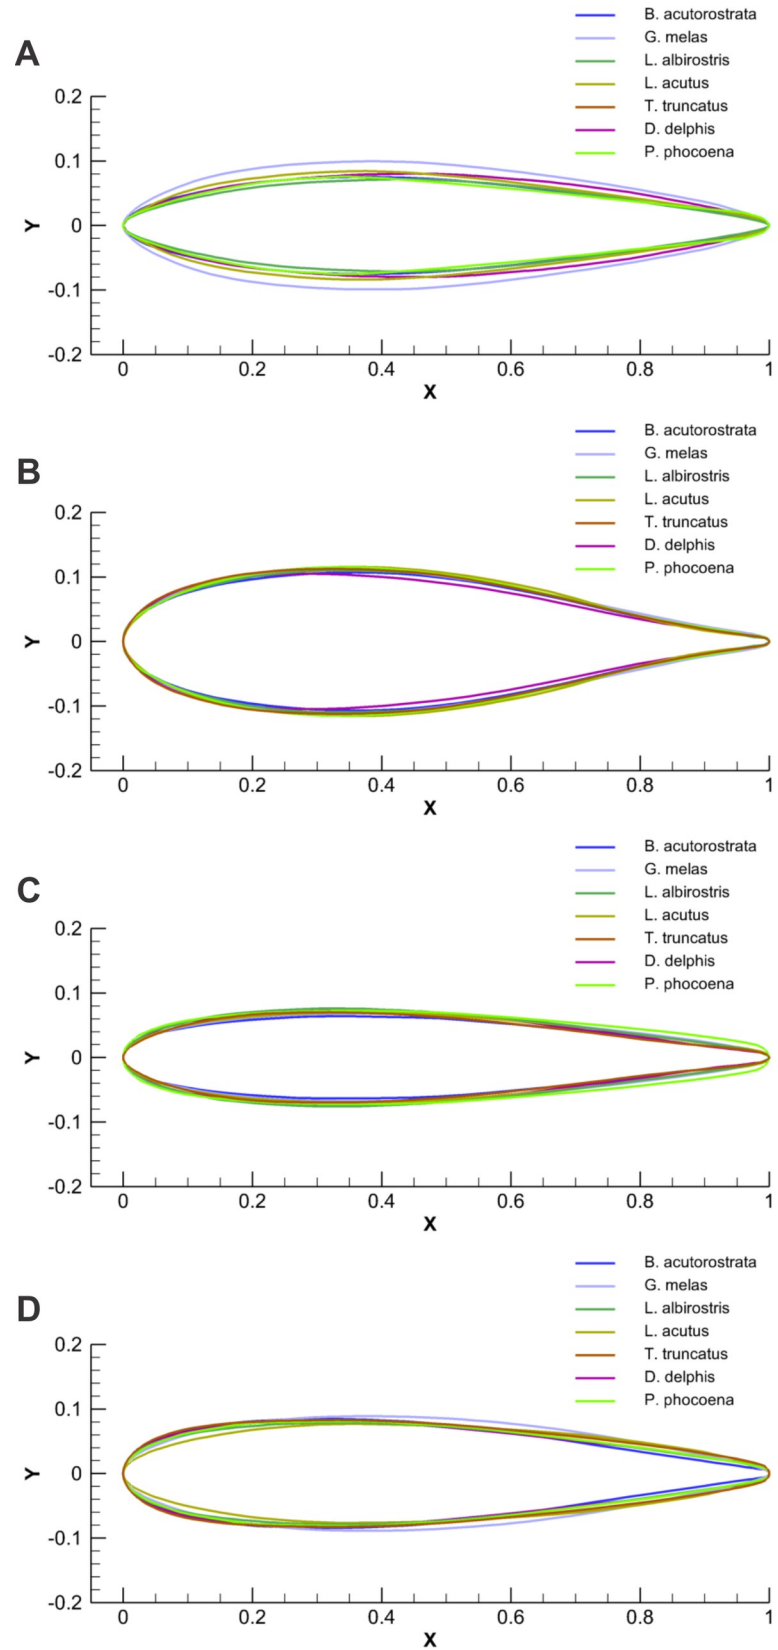 A
B. acutorostrata
G. melas
L. albirostris
L. acutus
T. truncatus
D. delphis
P. phocoena
0.2
0.1
0
-0.1
-0.2
Y
0 0.2 0.4 0.6 0.8 1
X
B
B. acutorostrata
G. melas
L. albirostris
L. acutus
T. truncatus
D. delphis
P. phocoena
0.2
0.1
0
-0.1
-0.2
Y
0 0.2 0.4 0.6 0.8 1
X
C
B. acutorostrata
G. melas
L. albirostris
L. acutus
T. truncatus
D. delphis
P. phocoena
0.2
0.1
0
-0.1
-0.2
Y
0 0.2 0.4 0.6 0.8 1
X
D
B. acutorostrata
G. melas
L. albirostris
L. acutus
T. truncatus
D. delphis
P. phocoena
0.2
0.1
0
-0.1
-0.2
Y
0 0.2 0.4 0.6 0.8 1
X